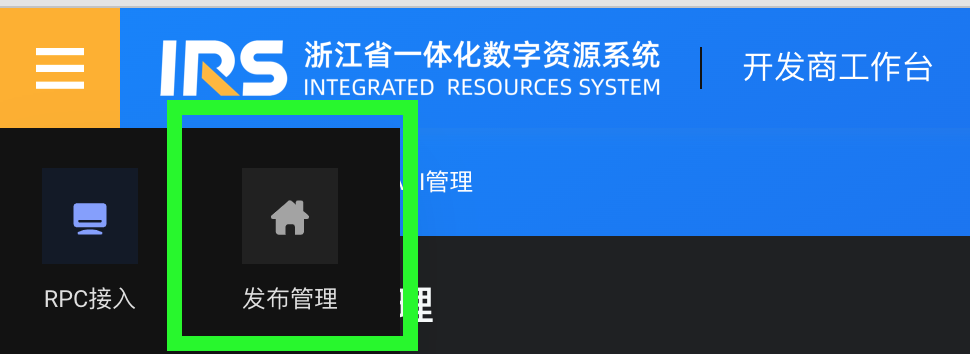 IRS
浙江省一体化数字资源系统
INTEGRATED RESOURCES SYSTEM
开发商工作台
管理
RPC接入
发布管理
理